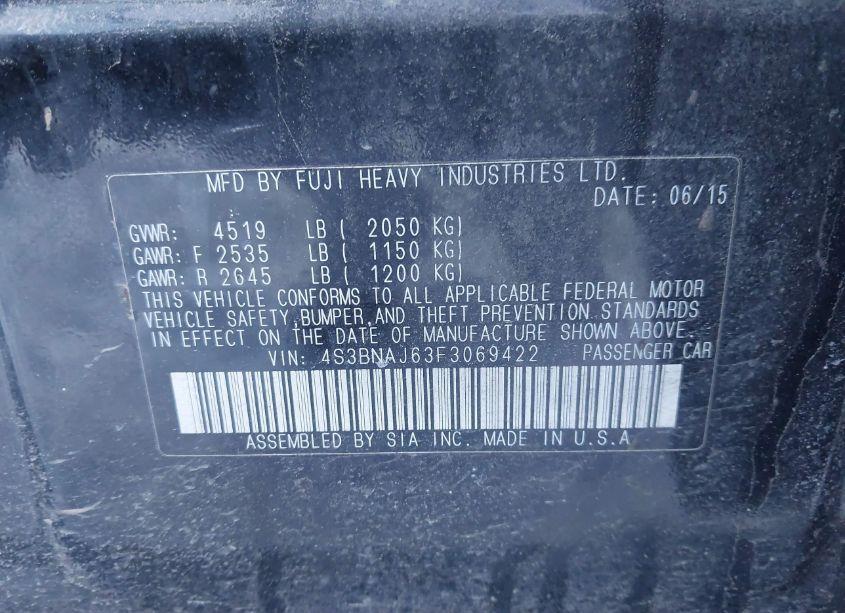 MFD BY FUJI HEAVY INDUSTRIES LTD.
DATE: 06/15
GVWR: 4519 LB ( 2050 KG)
GAWR: F 2535 LB ( 1150 KG)
GAWR: R 2645 LB ( 1200 KG)
THIS VEHICLE CONFORMS TO ALL APPLICABLE FEDERAL MOTOR
VEHICLE SAFETY,BUMPER,AND THEFT PREVENTION STANDARDS
IN EFFECT ON THE DATE OF MANUFACTURE SHOWN ABOVE.
VIN: 4S3BNAJ63F3069422 PASSENGER CAR
ASSEMBLED BY SIA INC. MADE IN U.S.A